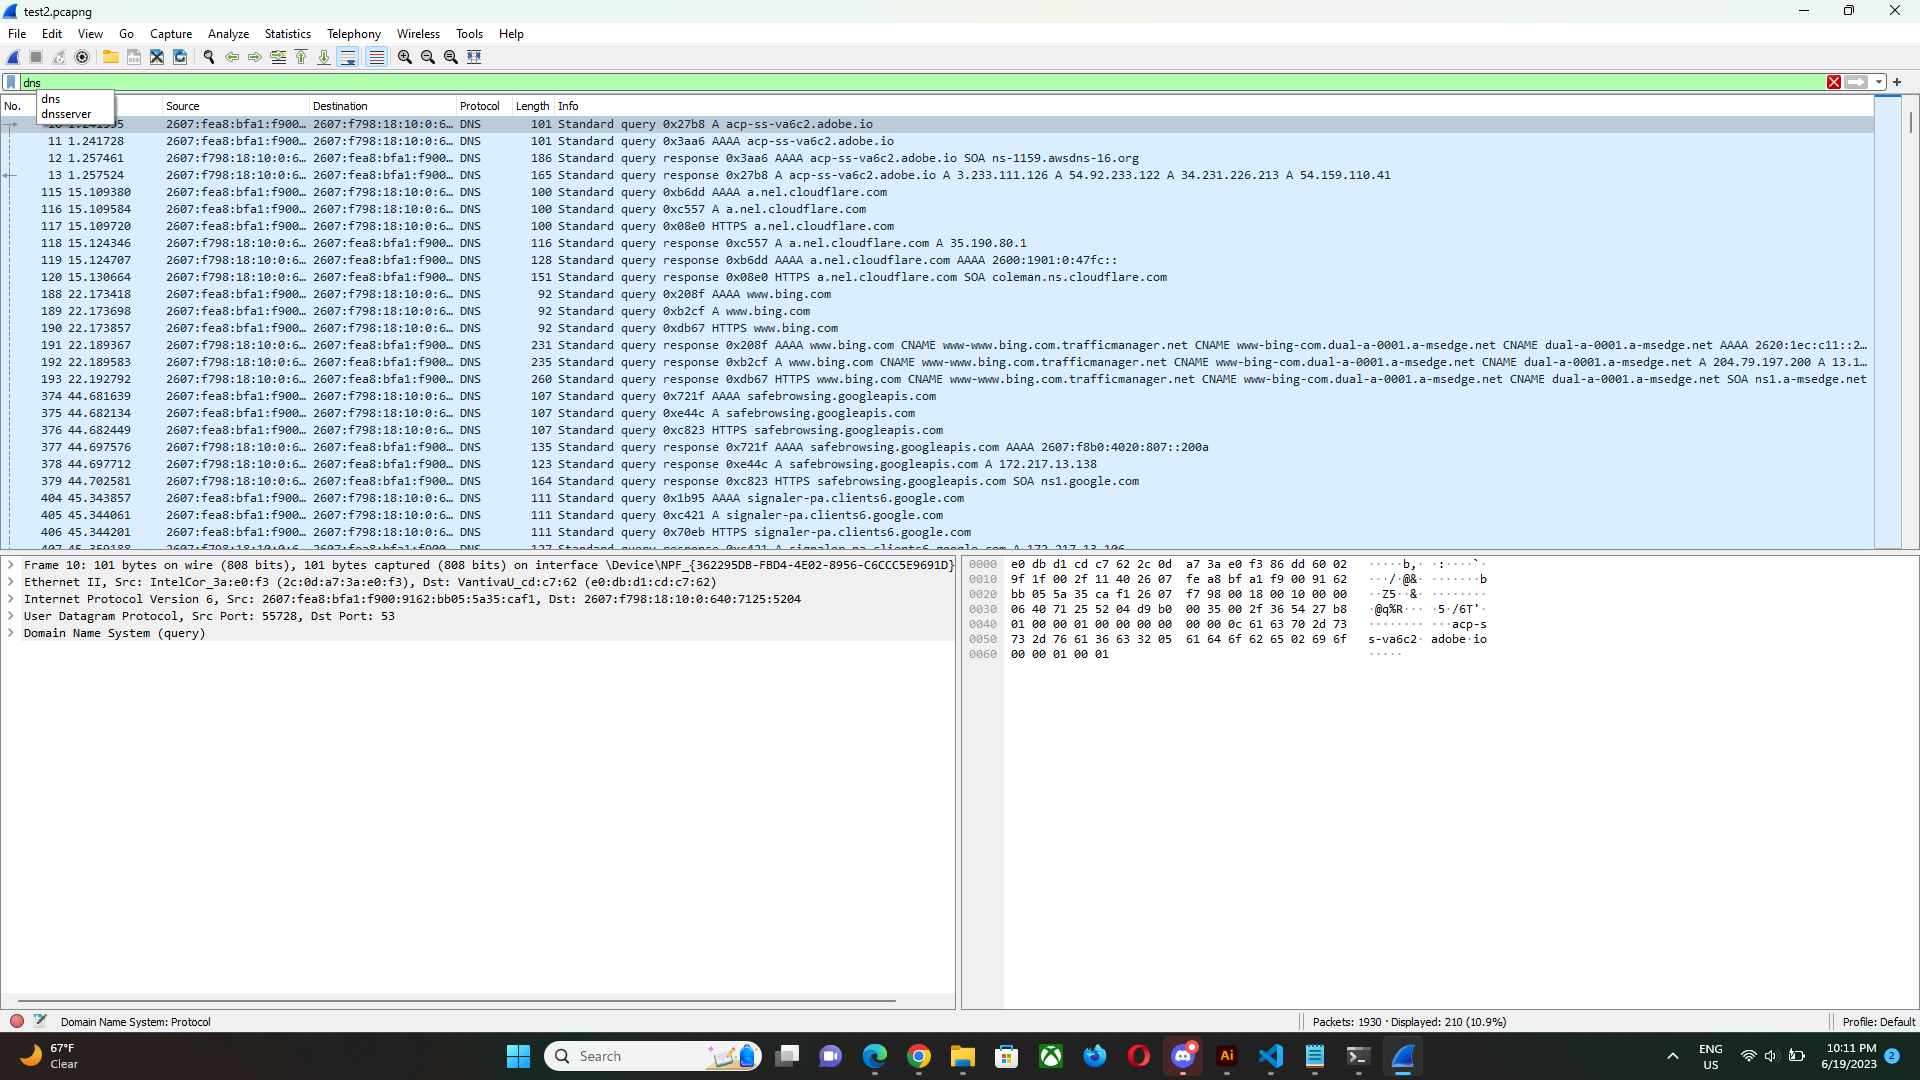 test2.pcapng
File Edit View Go Capture Analyze Statistics Telephony Wireless Tools Help
dns
dns
dnsserver
No. Source Destination Protocol Length Info
2607:fea8:bfa1:f900… 2607:f798:18:10:0:6… DNS 101 Standard query 0x27b8 A acp-ss-va6c2.adobe.io
11 1.241728 2607:fea8:bfa1:f900… 2607:f798:18:10:0:6… DNS 101 Standard query 0x3aa6 AAAA acp-ss-va6c2.adobe.io
12 1.257461 2607:f798:18:10:0:6… 2607:fea8:bfa1:f900… DNS 186 Standard query response 0x3aa6 AAAA acp-ss-va6c2.adobe.io SOA ns-1159.awsdns-16.org
13 1.257524 2607:f798:18:10:0:6… 2607:fea8:bfa1:f900… DNS 165 Standard query response 0x27b8 A acp-ss-va6c2.adobe.io A 3.233.111.126 A 54.92.233.122 A 34.231.226.213 A 54.159.110.41
115 15.109380 2607:fea8:bfa1:f900… 2607:f798:18:10:0:6… DNS 100 Standard query 0xb6dd AAAA a.nel.cloudflare.com
116 15.109584 2607:fea8:bfa1:f900… 2607:f798:18:10:0:6… DNS 100 Standard query 0xc557 A a.nel.cloudflare.com
117 15.109720 2607:fea8:bfa1:f900… 2607:f798:18:10:0:6… DNS 100 Standard query 0x08e0 HTTPS a.nel.cloudflare.com
118 15.124346 2607:f798:18:10:0:6… 2607:fea8:bfa1:f900… DNS 116 Standard query response 0xc557 A a.nel.cloudflare.com A 35.190.80.1
119 15.124707 2607:f798:18:10:0:6… 2607:fea8:bfa1:f900… DNS 128 Standard query response 0xb6dd AAAA a.nel.cloudflare.com AAAA 2600:1901:0:47fc::
120 15.130664 2607:f798:18:10:0:6… 2607:fea8:bfa1:f900… DNS 151 Standard query response 0x08e0 HTTPS a.nel.cloudflare.com SOA coleman.ns.cloudflare.com
188 22.173418 2607:fea8:bfa1:f900… 2607:f798:18:10:0:6… DNS 92 Standard query 0x208f AAAA www.bing.com
189 22.173698 2607:fea8:bfa1:f900… 2607:f798:18:10:0:6… DNS 92 Standard query 0xb2cf A www.bing.com
190 22.173857 2607:fea8:bfa1:f900… 2607:f798:18:10:0:6… DNS 92 Standard query 0xdb67 HTTPS www.bing.com
191 22.189367 2607:f798:18:10:0:6… 2607:fea8:bfa1:f900… DNS 231 Standard query response 0x208f AAAA www.bing.com CNAME www-www.bing.com.trafficmanager.net CNAME www-bing-com.dual-a-0001.a-msedge.net CNAME dual-a-0001.a-msedge.net AAAA 2620:1ec:c11::2…
192 22.189583 2607:f798:18:10:0:6… 2607:fea8:bfa1:f900… DNS 235 Standard query response 0xb2cf A www.bing.com CNAME www-www.bing.com.trafficmanager.net CNAME www-bing-com.dual-a-0001.a-msedge.net CNAME dual-a-0001.a-msedge.net A 204.79.197.200 A 13.1…
193 22.192792 2607:f798:18:10:0:6… 2607:fea8:bfa1:f900… DNS 260 Standard query response 0xdb67 HTTPS www.bing.com CNAME www-www.bing.com.trafficmanager.net CNAME www-bing-com.dual-a-0001.a-msedge.net CNAME dual-a-0001.a-msedge.net SOA ns1.a-msedge.net
374 44.681639 2607:fea8:bfa1:f900… 2607:f798:18:10:0:6… DNS 107 Standard query 0x721f AAAA safebrowsing.googleapis.com
375 44.682134 2607:fea8:bfa1:f900… 2607:f798:18:10:0:6… DNS 107 Standard query 0xe44c A safebrowsing.googleapis.com
376 44.682449 2607:fea8:bfa1:f900… 2607:f798:18:10:0:6… DNS 107 Standard query 0xc823 HTTPS safebrowsing.googleapis.com
377 44.697576 2607:f798:18:10:0:6… 2607:fea8:bfa1:f900… DNS 135 Standard query response 0x721f AAAA safebrowsing.googleapis.com AAAA 2607:f8b0:4020:807::200a
378 44.697712 2607:f798:18:10:0:6… 2607:fea8:bfa1:f900… DNS 123 Standard query response 0xe44c A safebrowsing.googleapis.com A 172.217.13.138
379 44.702581 2607:f798:18:10:0:6… 2607:fea8:bfa1:f900… DNS 164 Standard query response 0xc823 HTTPS safebrowsing.googleapis.com SOA ns1.google.com
404 45.343857 2607:fea8:bfa1:f900… 2607:f798:18:10:0:6… DNS 111 Standard query 0x1b95 AAAA signaler-pa.clients6.google.com
405 45.344061 2607:fea8:bfa1:f900… 2607:f798:18:10:0:6… DNS 111 Standard query 0xc421 A signaler-pa.clients6.google.com
406 45.344201 2607:fea8:bfa1:f900… 2607:f798:18:10:0:6… DNS 111 Standard query 0x70eb HTTPS signaler-pa.clients6.google.com
Frame 10: 101 bytes on wire (808 bits), 101 bytes captured (808 bits) on interface \Device\NPF_{362295DB-FBD4-4E02-8956-C6CCC5E9691D}
Ethernet II, Src: IntelCor_3a:e0:f3 (2c:0d:a7:3a:e0:f3), Dst: VantivaU_cd:c7:62 (e0:db:d1:cd:c7:62)
Internet Protocol Version 6, Src: 2607:fea8:bfa1:f900:9162:bb05:5a35:caf1, Dst: 2607:f798:18:10:0:640:7125:5204
User Datagram Protocol, Src Port: 55728, Dst Port: 53
Domain Name System (query)
0000 e0 db d1 cd c7 62 2c 0d a7 3a e0 f3 86 dd 60 02 ·····b,· ·:····`·
0010 9f 1f 00 2f 11 40 26 07 fe a8 bf a1 f9 00 91 62 ···/·@&· ·······b
0020 bb 05 5a 35 ca f1 26 07 f7 98 00 18 00 10 00 00 ··Z5··&· ········
0030 06 40 71 25 52 04 d9 b0 00 35 00 2f 36 54 27 b8 ·@q%R··· ·5·/6T'·
0040 01 00 00 01 00 00 00 00 00 00 0c 61 63 70 2d 73 ········ ···acp-s
0050 73 2d 76 61 36 63 32 05 61 64 6f 62 65 02 69 6f s-va6c2· adobe·io
0060 00 00 01 00 01 ·····
Domain Name System: Protocol
Packets: 1930 · Displayed: 210 (10.9%)
Profile: Default
67°F
Clear
Search
Ai
ENG
US
10:11 PM
6/19/2023
2